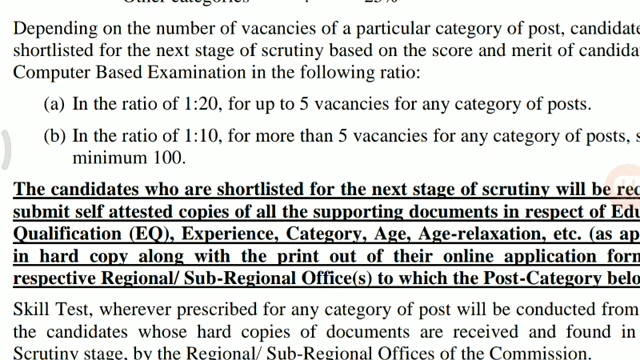 Other categories : 25%
Depending on the number of vacancies of a particular category of post, candidate
shortlisted for the next stage of scrutiny based on the score and merit of candida
Computer Based Examination in the following ratio:
(a) In the ratio of 1:20, for up to 5 vacancies for any category of posts.
(b) In the ratio of 1:10, for more than 5 vacancies for any category of posts, s
minimum 100.
The candidates who are shortlisted for the next stage of scrutiny will be rec
submit self attested copies of all the supporting documents in respect of Edu
Qualification (EQ), Experience, Category, Age, Age-relaxation, etc. (as ap
in hard copy along with the print out of their online application form
respective Regional/ Sub-Regional Office(s) to which the Post-Category belo
Skill Test, wherever prescribed for any category of post will be conducted from
the candidates whose hard copies of documents are received and found in
Scrutiny stage, by the Regional/ Sub-Regional Offices of the Commission.